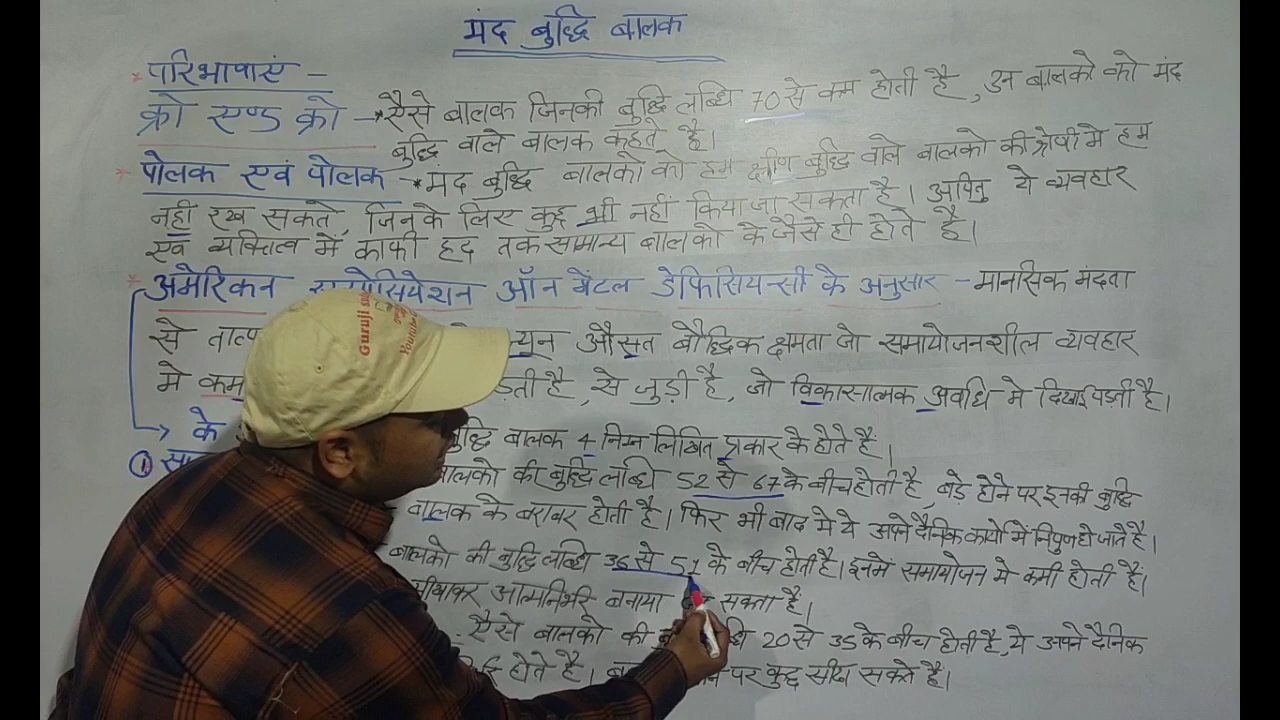 मंद बुद्धि बालक
* परिभाषाएं -
क्रो एण्ड क्रो -* ऐसे बालक जिनकी बुद्धि लब्धि 70 से कम होती है, उन बालको को मंद
बुद्धि वाले बालक कहते है।
* पोलक एवं पोलक -* मंद बुद्धि बालको को हम क्षीण बुद्धि वाले बालको की श्रेणी मे हम
नही रख सकते, जिनके लिए कुछ भी नहीं किया जा सकता है। अपितु ये व्यवहार
एवं व्यक्तित्व में काफी हद तक सामान्य बालको के जैसे ही होते है।
* अमेरिकन ऑन मेंटल डेफिसियन्सी के अनुसार - मानसिक मंदता
से औसत बौद्धिक क्षमता जो समायोजनशील व्यवहार
मे कम है, से जुड़ी है, जो विकासात्मक अवधि मे दिखाई पड़ती है।
→ के बुद्धि बालक 4 निम्न लिखित प्रकार के होते है।
① बालको की बुद्धि लब्धि 52 से 67 के बीच होती है, बड़े होने पर इनकी बुद्धि
बालक के बराबर होती है। फिर भी बाद मे ये अपने दैनिक कार्यो मे निपुण हो जाते है।
बालको की बुद्धि लब्धि 36 से 51 के बीच होती है। इनमें समायोजन मे कमी होती है।
आत्मनिर्भर बनाया सकता है।
- ऐसे बालको की 20 से 35 के बीच होती है, ये अपने दैनिक
होते है। पर कुछ सीख सकते है।
Guruji
Youtube